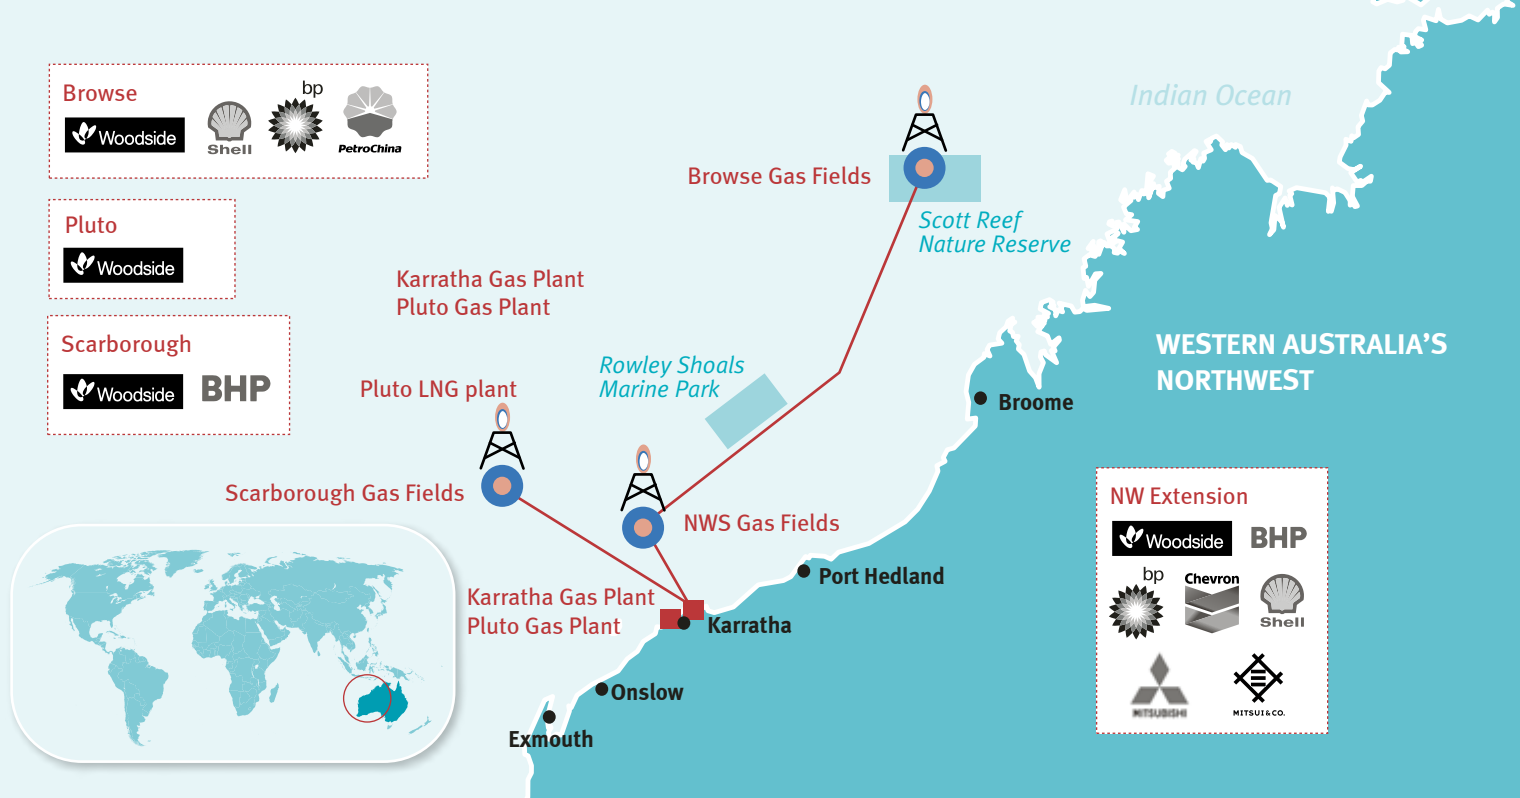 Browse
Woodside
Shell
bp
PetroChina
Pluto
Woodside
Scarborough
Woodside
BHP
Karratha Gas Plant
Pluto Gas Plant
Pluto LNG plant
Rowley Shoals
Marine Park
Browse Gas Fields
Scott Reef
Nature Reserve
Indian Ocean
WESTERN AUSTRALIA’S
NORTHWEST
Broome
Scarborough Gas Fields
NWS Gas Fields
Port Hedland
Karratha Gas Plant
Pluto Gas Plant
Karratha
Onslow
Exmouth
NW Extension
Woodside
BHP
bp
Chevron
Shell
MITSUBISHI
MITSUI&CO.